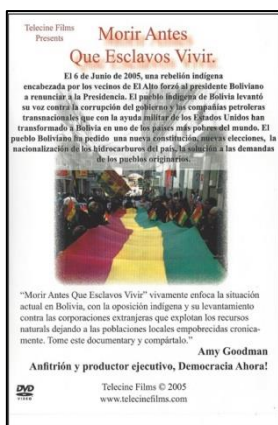 Telecine Films
Presents
Morir Antes
Que Esclavos Vivir.
El 6 de Junio de 2005, una rebelión indígena
encabezada por los vecinos de El Alto forzó al presidente Boliviano
a renunciar a la Presidencia. El pueblo indígena de Bolivia levantó
su voz contra la corrupción del gobierno y las compañías petroleras
transnacionales que con la ayuda militar de los Estados Unidos han
transformado a Bolivia en uno de los países más pobres del mundo. El
pueblo Boliviano ha pedido una nueva constitución, nuevas elecciones, la
nacionalización de los hidrocarburos del país, la solución a las demandas
de los pueblos originarios.
“Morir Antes Que Esclavos Vivir” vivamente enfoca la situación
actual en Bolivia, con la oposición indígena y su levantamiento
contra las corporaciones extranjeras que explotan los recursos
naturals dejando a las poblaciones locales empobrecidas cronica-
mente. Tome este documentary y compártalo.”
Amy Goodman
Anfitrión y productor ejecutivo, Democracia Ahora!
DVD
VIDEO
Telecine Films © 2005
www.telecinefilms.com